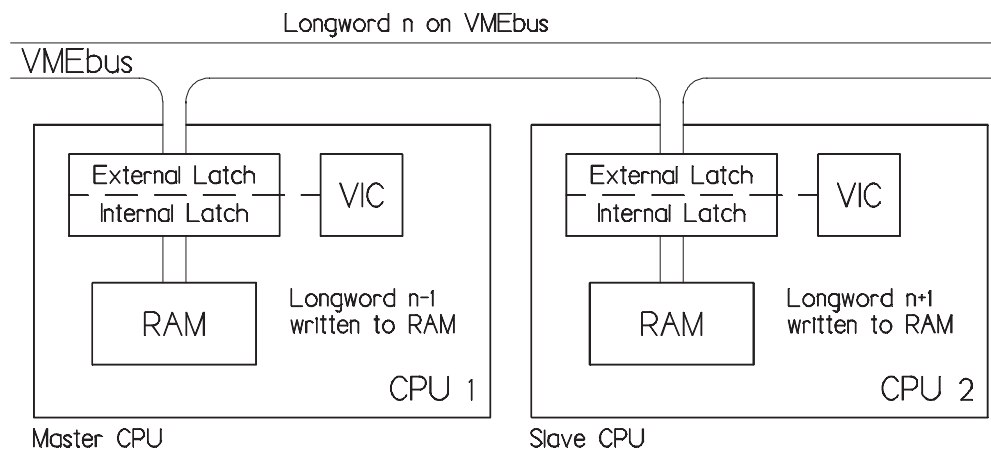 Longword n on VMEbus
VMEbus
External Latch
Internal Latch
VIC
RAM
Longword n-1
written to RAM
CPU 1
Master CPU
External Latch
Internal Latch
VIC
RAM
Longword n+1
written to RAM
CPU 2
Slave CPU